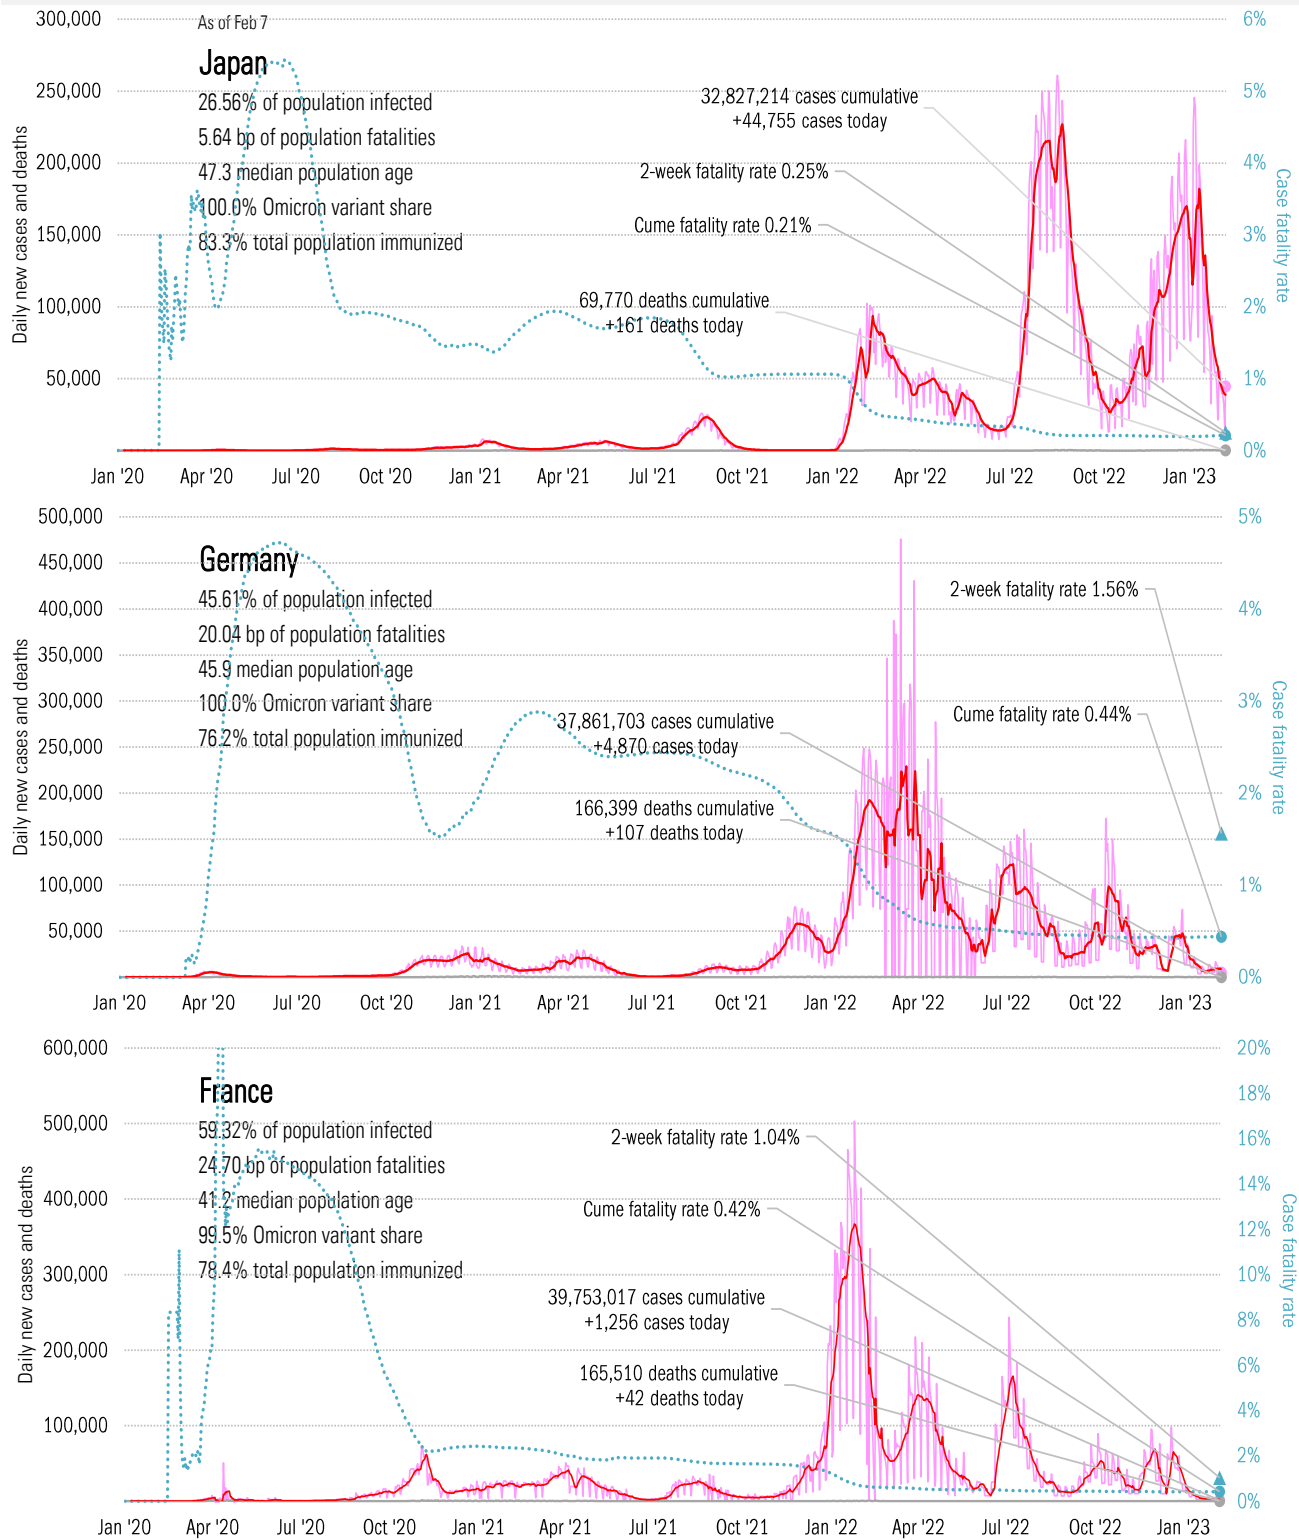 As of Feb 7
Japan
26.56% of population infected
5.64 bp of population fatalities
47.3 median population age
100.0% Omicron variant share
83.3% total population immunized
32,827,214 cases cumulative
+44,755 cases today
2-week fatality rate 0.25%
Cume fatality rate 0.21%
69,770 deaths cumulative
+161 deaths today
Daily new cases and deaths
300,000
250,000
200,000
150,000
100,000
50,000
6%
5%
4%
3%
2%
1%
0%
Case fatality rate
Jan '20 Apr '20 Jul '20 Oct '20 Jan '21 Apr '21 Jul '21 Oct '21 Jan '22 Apr '22 Jul '22 Oct '22 Jan '23
Germany
45.61% of population infected
20.04 bp of population fatalities
45.9 median population age
100.0% Omicron variant share
76.2% total population immunized
2-week fatality rate 1.56%
Cume fatality rate 0.44%
37,861,703 cases cumulative
+4,870 cases today
166,399 deaths cumulative
+107 deaths today
Daily new cases and deaths
500,000
450,000
400,000
350,000
300,000
250,000
200,000
150,000
100,000
50,000
5%
4%
3%
2%
1%
0%
Case fatality rate
Jan '20 Apr '20 Jul '20 Oct '20 Jan '21 Apr '21 Jul '21 Oct '21 Jan '22 Apr '22 Jul '22 Oct '22 Jan '23
France
59.32% of population infected
24.70 bp of population fatalities
41.2 median population age
99.5% Omicron variant share
78.4% total population immunized
2-week fatality rate 1.04%
Cume fatality rate 0.42%
39,753,017 cases cumulative
+1,256 cases today
165,510 deaths cumulative
+42 deaths today
Daily new cases and deaths
600,000
500,000
400,000
300,000
200,000
100,000
20%
18%
16%
14%
12%
10%
8%
6%
4%
2%
0%
Case fatality rate
Jan '20 Apr '20 Jul '20 Oct '20 Jan '21 Apr '21 Jul '21 Oct '21 Jan '22 Apr '22 Jul '22 Oct '22 Jan '23